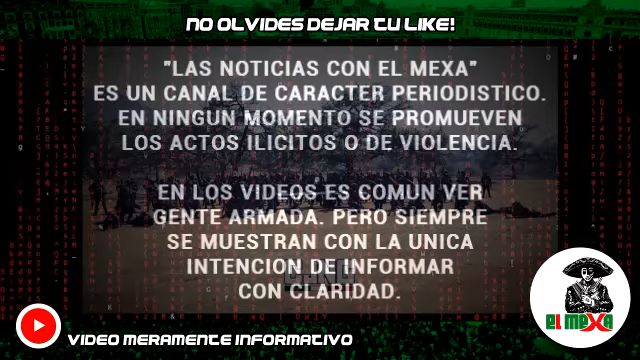 NO OLVIDES DEJAR TU LIKE!
"LAS NOTICIAS CON EL MEXA"
ES UN CANAL DE CARACTER PERIODISTICO.
EN NINGUN MOMENTO SE PROMUEVEN
LOS ACTOS ILICITOS O DE VIOLENCIA.
EN LOS VIDEOS ES COMUN VER
GENTE ARMADA. PERO SIEMPRE
SE MUESTRAN CON LA UNICA
INTENCION DE INFORMAR
CON CLARIDAD.
EL MEXA
VIDEO MERAMENTE INFORMATIVO